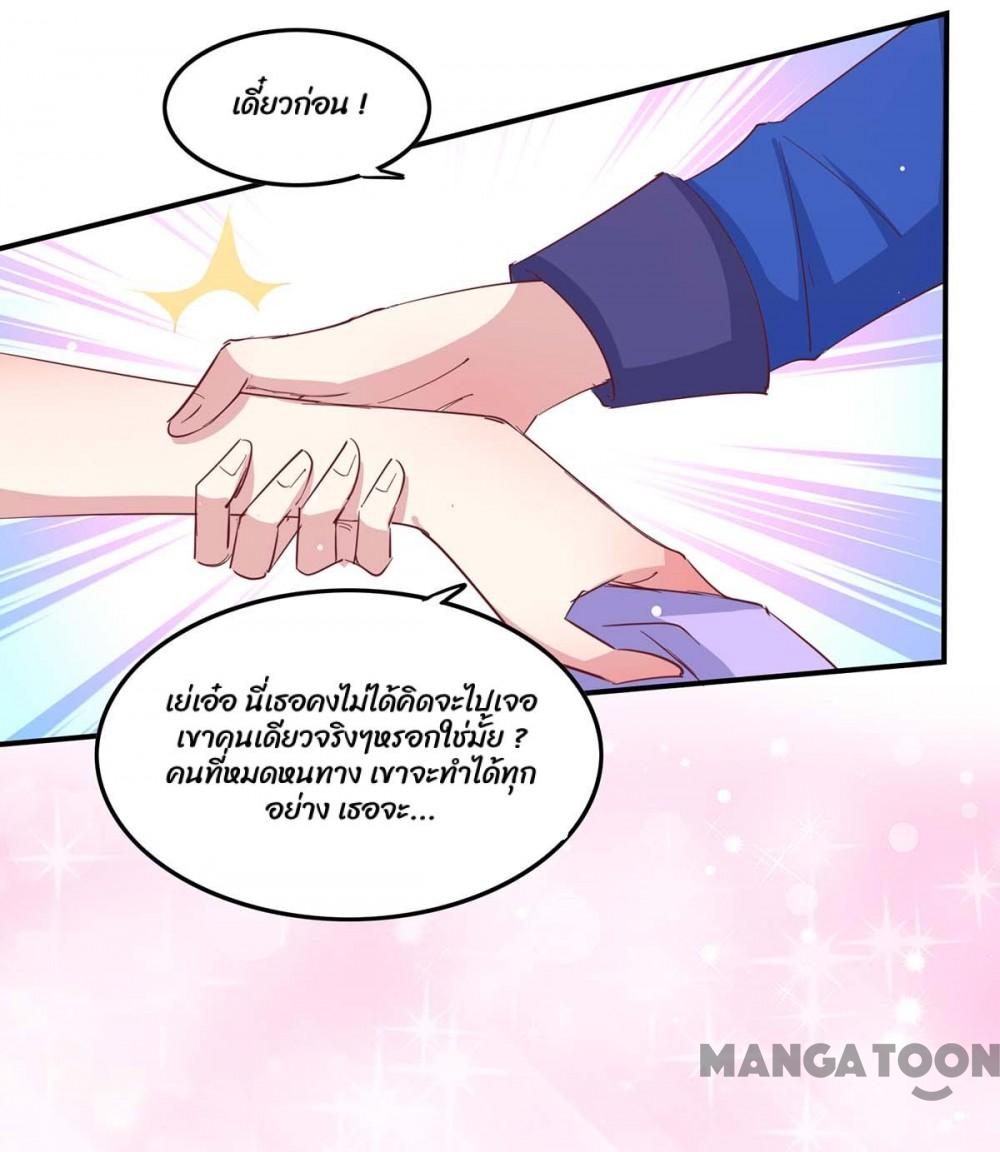 เดี๋ยวก่อน !
เย่เอ๋อ นี่เธอคงไม่ได้คิดจะไปเจอ
เขาคนเดียวจริงๆหรอกใช่มั้ย ?
คนที่หมดหนทาง เขาจะทำได้ทุก
อย่าง เธอจะ...
MANGATOON